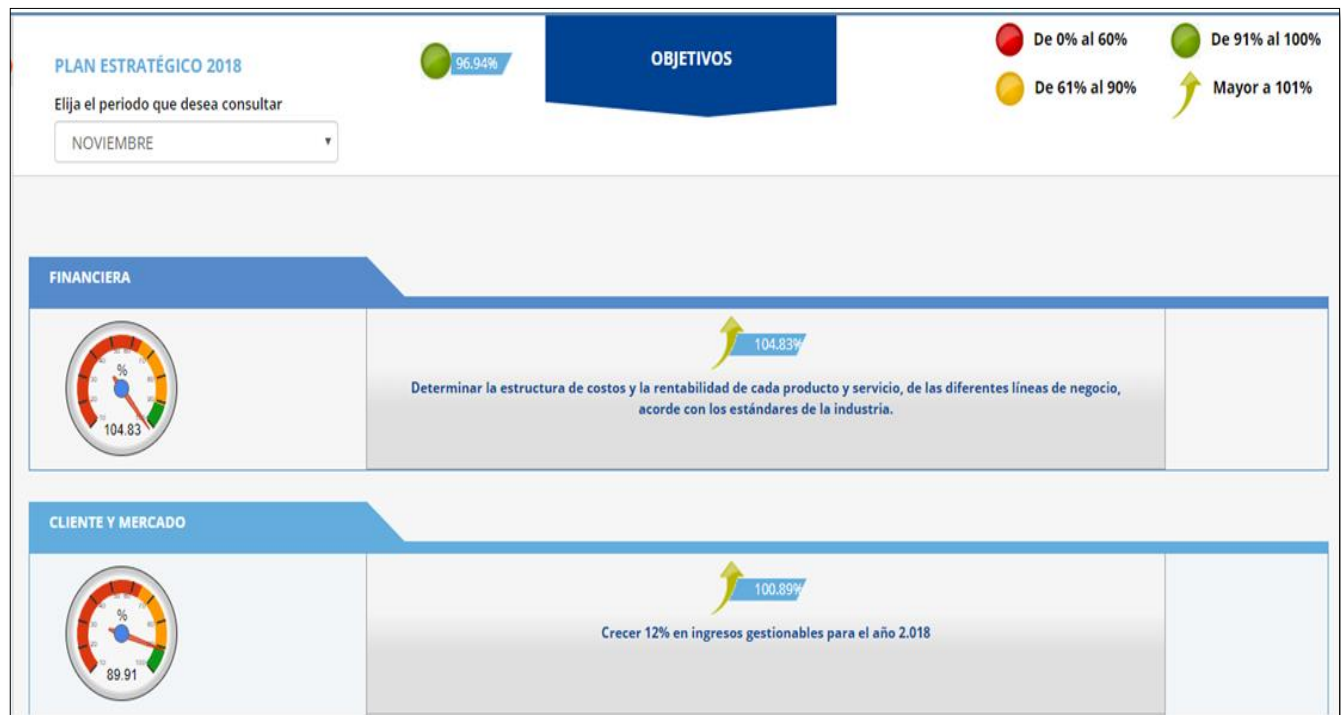 PLAN ESTRATÉGICO 2018
96.94%
OBJETIVOS
De 0% al 60%
De 91% al 100%
De 61% al 90%
Mayor a 101%
Elija el periodo que desea consultar
NOVIEMBRE
FINANCIERA
%
104.83
104.83%
Determinar la estructura de costos y la rentabilidad de cada producto y servicio, de las diferentes líneas de negocio,
acorde con los estándares de la industria.
CLIENTE Y MERCADO
%
89.91
100.89%
Crecer 12% en ingresos gestionables para el año 2.018